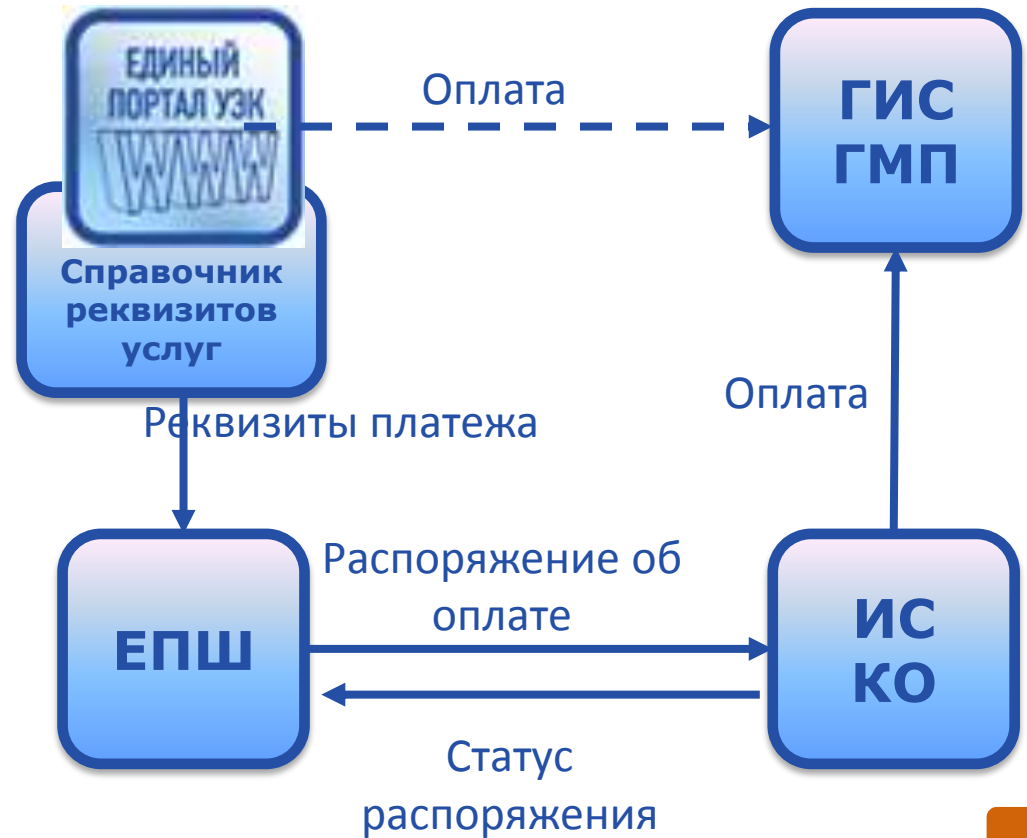 ЕДИНЫЙ
ПОРТАЛ УЭК
WWW
Оплата
ГИС
ГМП
Справочник
реквизитов
услуг
Реквизиты платежа
Оплата
ЕПШ
Распоряжение об
оплате
ИС
КО
Статус
распоряжения